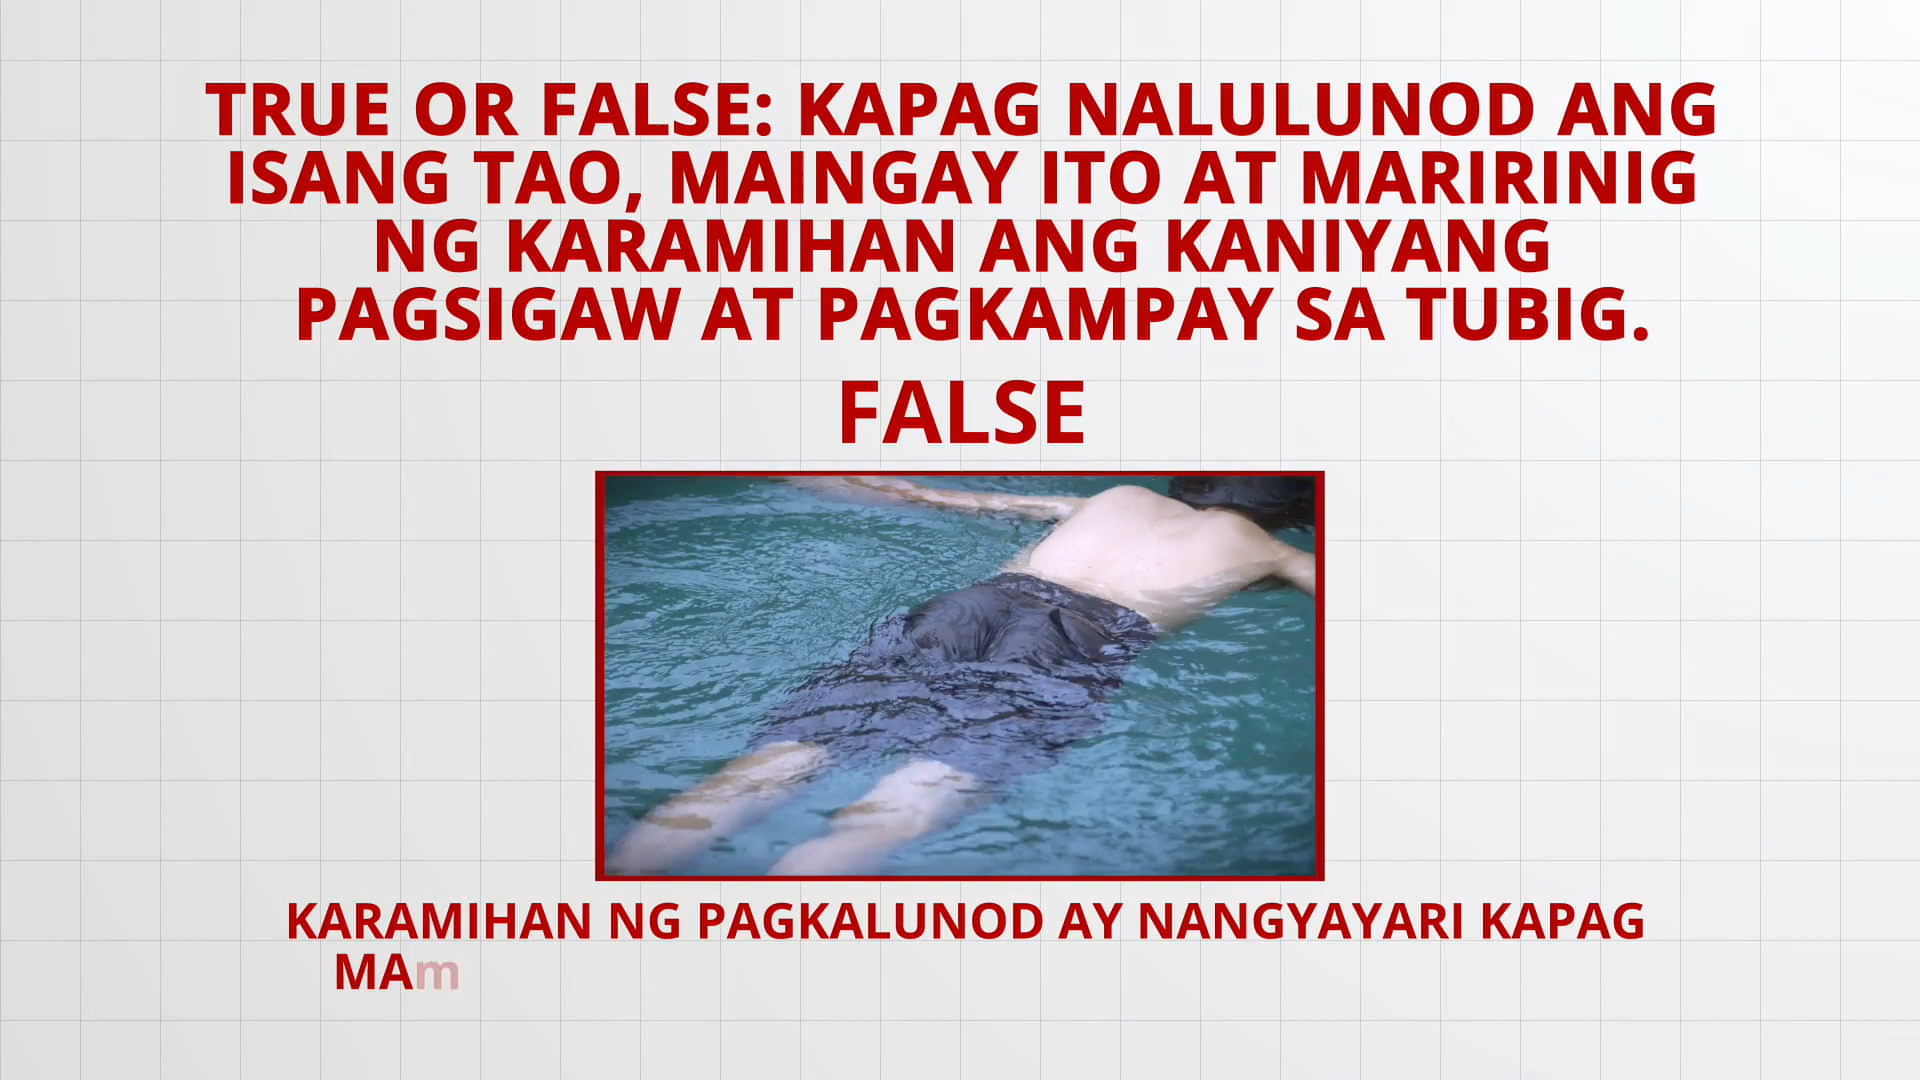 TRUE OR FALSE: KAPAG NALULUNOD ANG
ISANG TAO, MAINGAY ITO AT MARIRINIG
NG KARAMIHAN ANG KANIYANG
PAGSIGAW AT PAGKAMPAY SA TUBIG.
FALSE
KARAMIHAN NG PAGKALUNOD AY NANGYAYARI KAPAG
MAm